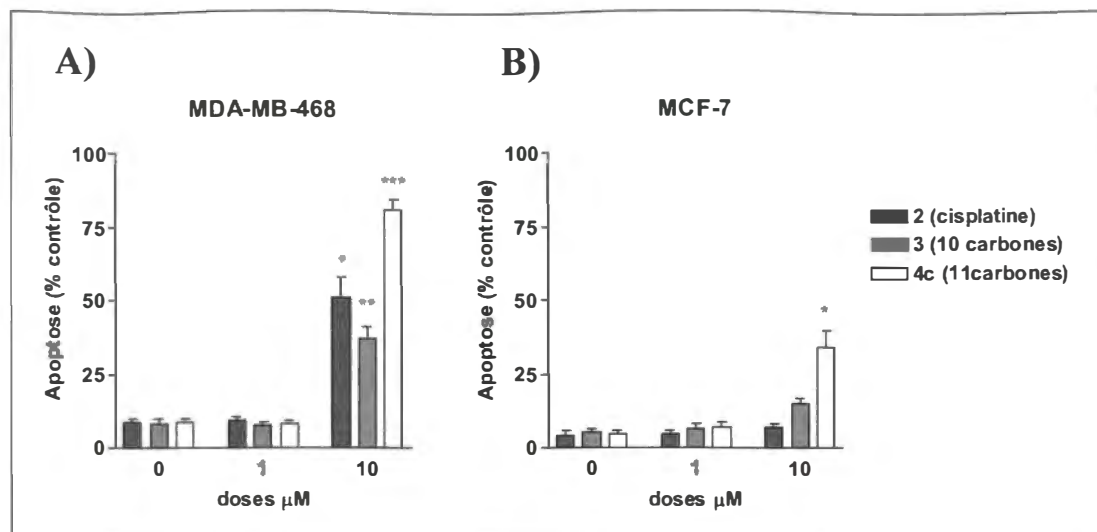 A)
MDA-MB-468
Apoptose (% contrôle)
100
75
50
25
0
*
**
***
0
1
10
doses µM
B)
MCF-7
Apoptose (% contrôle)
100
75
50
25
0
*
0
1
10
doses µM
2 (cisplatine)
3 (10 carbones)
4c (11carbones)